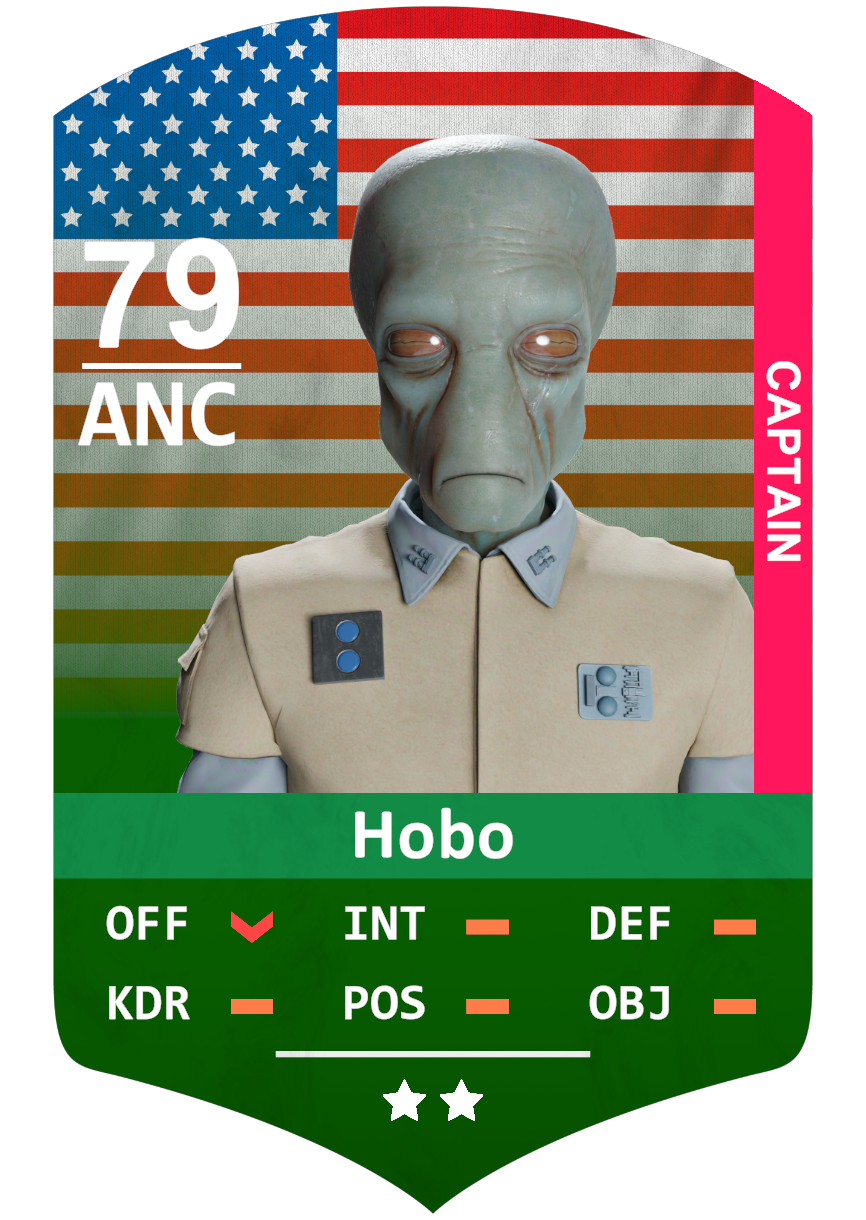 79
ANC
CAPTAIN
Hobo
OFF INT DEF
KDR POS OBJ